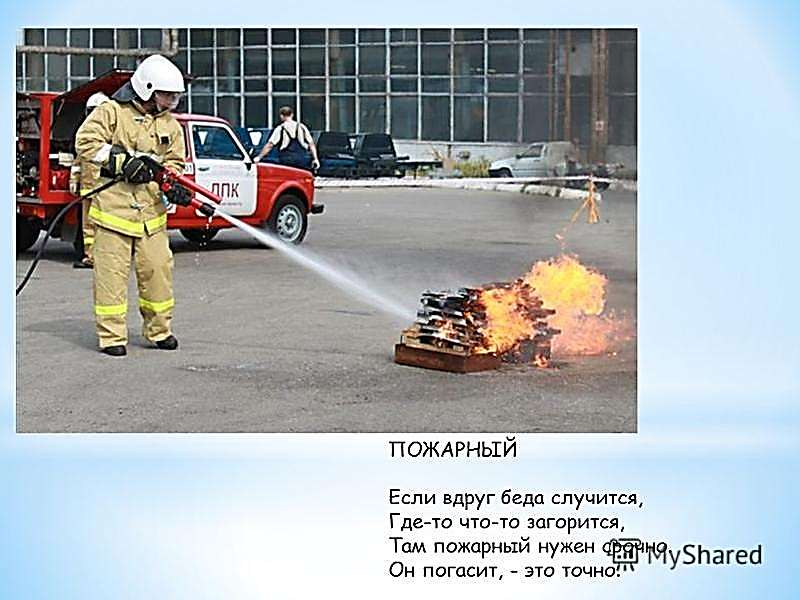 ДПК
ПОЖАРНЫЙ
Если вдруг беда случится,
Где-то что-то загорится,
Там пожарный нужен срочно.
Он погасит, - это точно!
MyShared